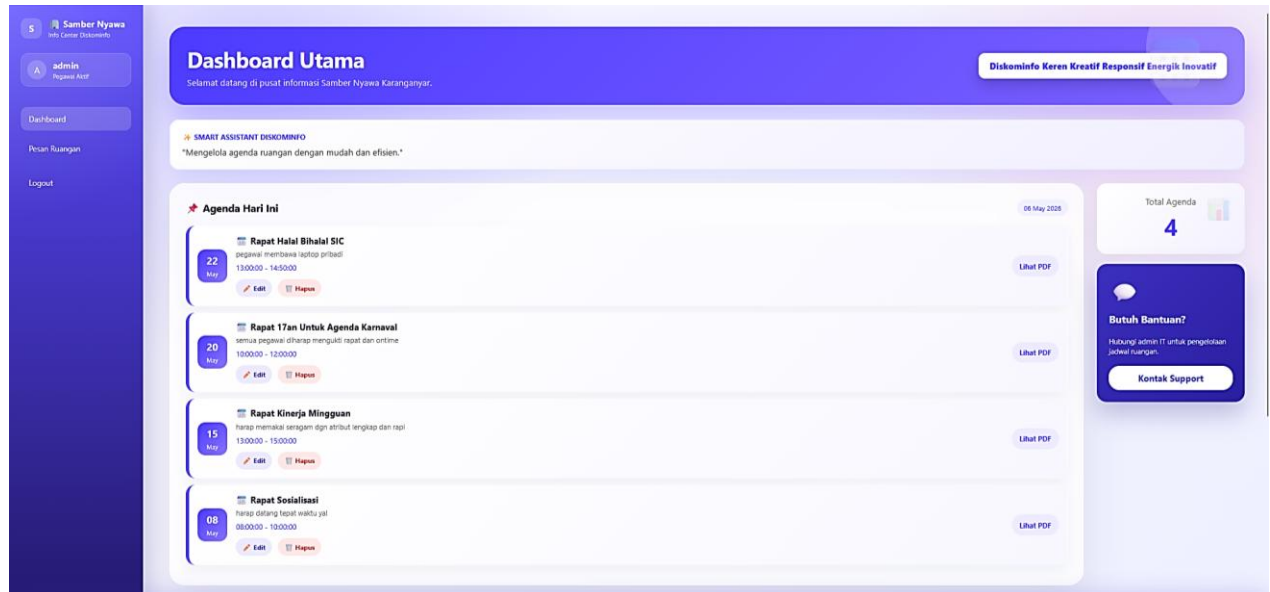 S
Samber Nyawa
Info Center Diskominfo
A
admin
Pegawai Aktif
Dashboard
Pesan Ruangan
Logout
Dashboard Utama
Selamat datang di pusat informasi Samber Nyawa Karanganyar.
Diskominfo Keren Kreatif Responsif Energik Inovatif
SMART ASSISTANT DISKOMINFO
"Mengelola agenda ruangan dengan mudah dan efisien."
Agenda Hari Ini
06 May 2026
22
May
Rapat Halal Bihalal SIC
pegawai membawa laptop pribadi
13:00:00 - 14:50:00
Edit
Hapus
Lihat PDF
20
May
Rapat 17an Untuk Agenda Karnaval
semua pegawai diharap mengukti rapat dan ontime
10:00:00 - 12:00:00
Edit
Hapus
Lihat PDF
15
May
Rapat Kinerja Mingguan
harap memakai seragam dgn atribut lengkap dan rapi
13:00:00 - 15:00:00
Edit
Hapus
Lihat PDF
08
May
Rapat Sosialisasi
harap datang tepat waktu ya!
08:00:00 - 10:00:00
Edit
Hapus
Lihat PDF
Total Agenda
4
Butuh Bantuan?
Hubungi admin IT untuk pengelolaan
jadwal ruangan.
Kontak Support